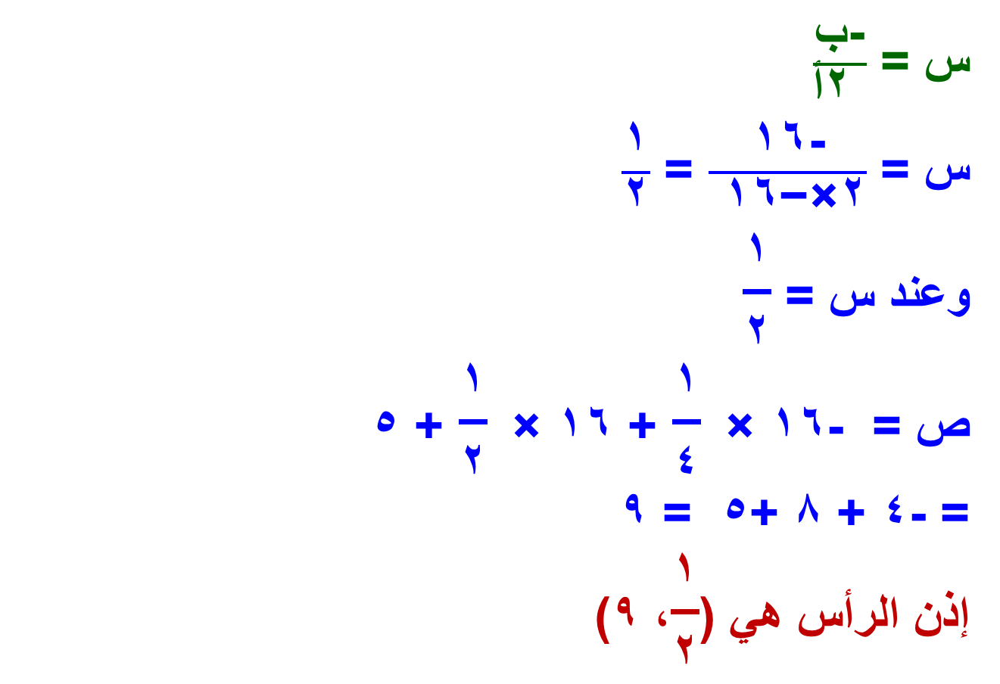 س = -ب/٢أ
س = -١٦/٢×–١٦ = ١/٢
وعند س = ١/٢
ص = -١٦ × ١/٤ + ١٦ × ١/٢ + ٥
= -٤ + ٨ +٥ = ٩
إذن الرأس هي (١/٢، ٩)